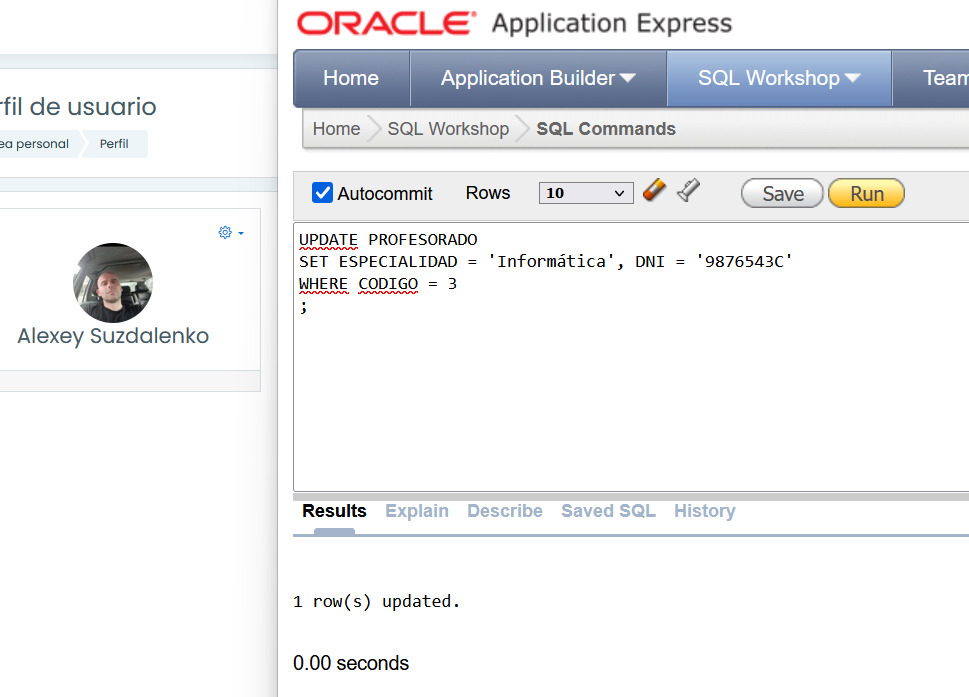 rfil de usuario
ea personal
Perfil
Alexey Suzdalenko
ORACLE® Application Express
Home
Application Builder
SQL Workshop
Team
Home
SQL Workshop
SQL Commands
Autocommit
Rows
10
Save
Run
UPDATE PROFESORADO
SET ESPECIALIDAD = 'Informática', DNI = '9876543C'
WHERE CODIGO = 3
;
Results
Explain
Describe
Saved SQL
History
1 row(s) updated.
0.00 seconds